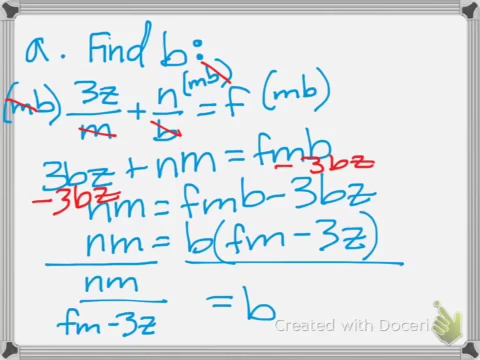 a. Find b:
(mb) 3z/m + n/b (mb) = f (mb)
3bz + nm = fmb
-3bz - 3bz
nm = fmb - 3bz
nm = b(fm - 3z)
nm/(fm - 3z) = b
Created with Doceri